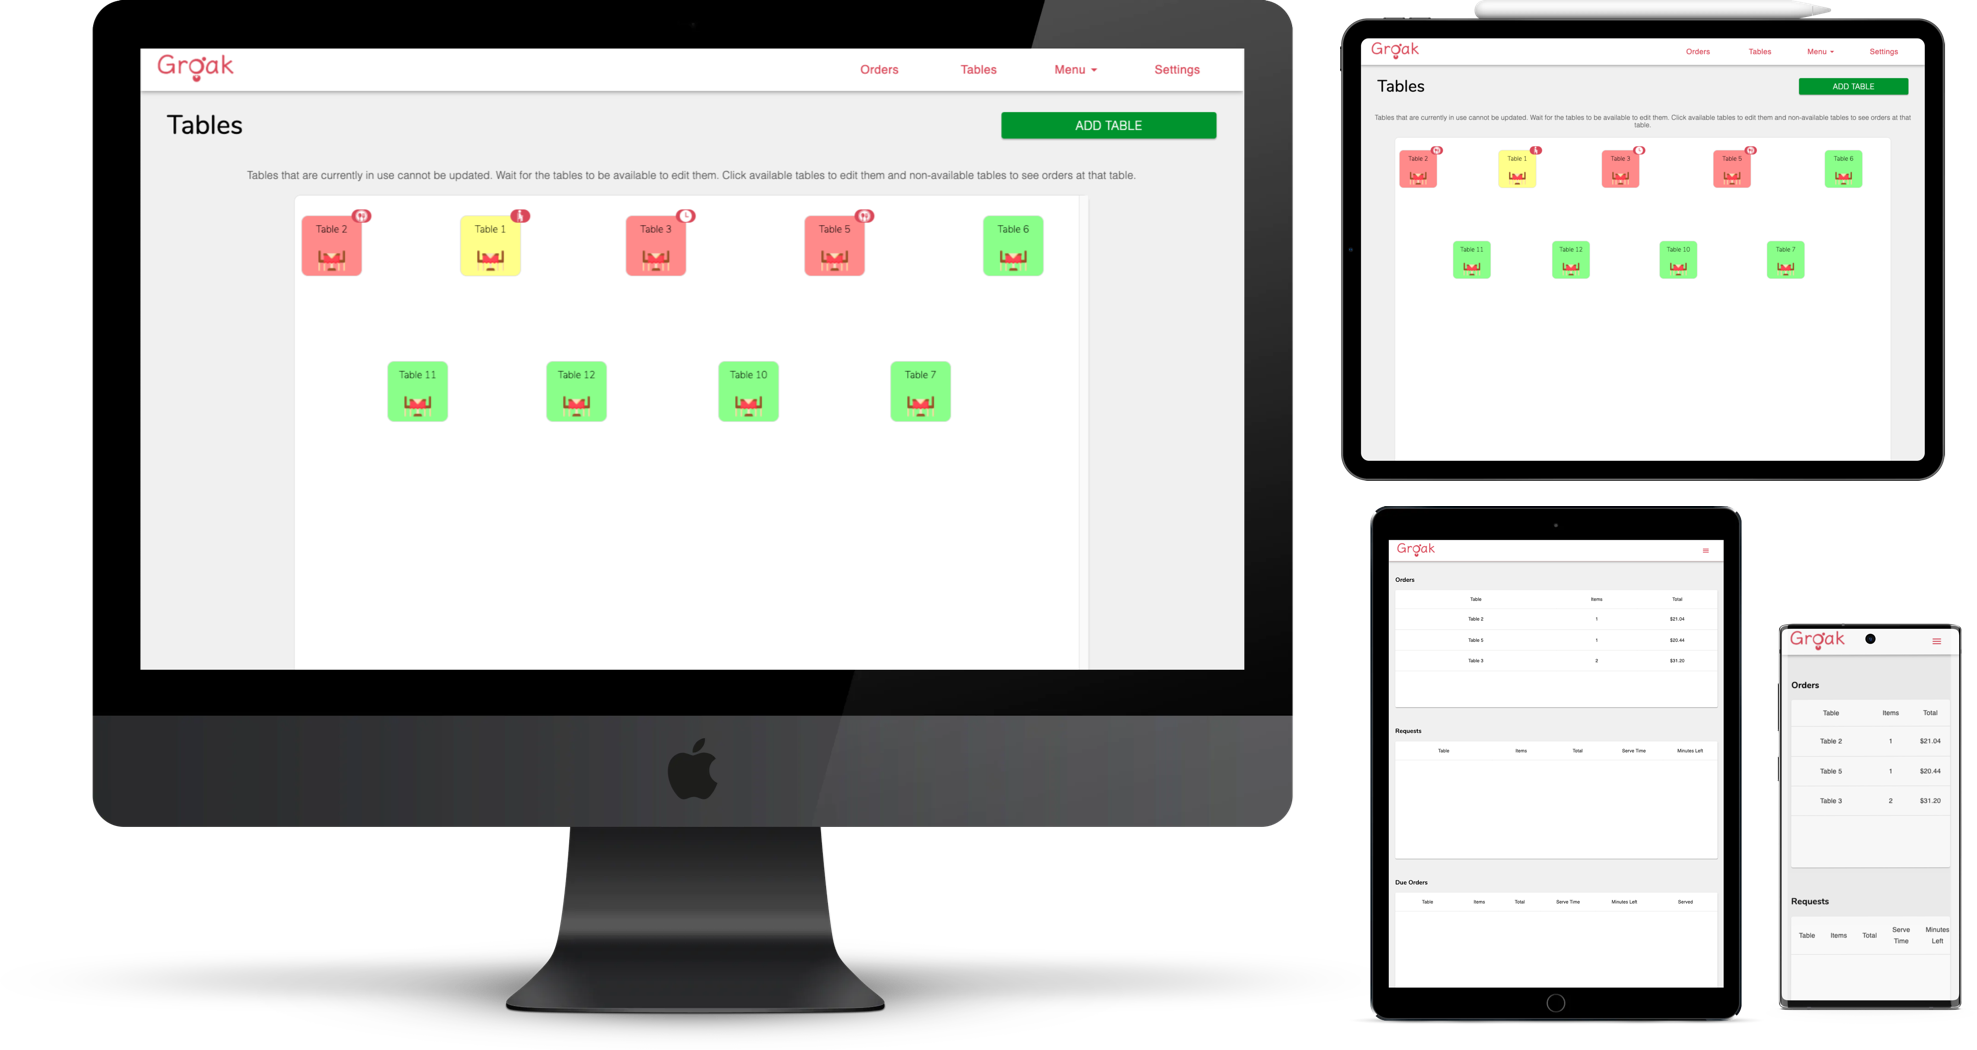 Groak
Orders Tables Menu Settings
Tables
ADD TABLE
Tables that are currently in use cannot be updated. Wait for the tables to be available to edit them. Click available tables to edit them and non-available tables to see orders at that table.
Table 2 Table 1 Table 3 Table 5 Table 6
Table 11 Table 12 Table 10 Table 7
Groak
Orders Tables Menu Settings
Tables
ADD TABLE
Tables that are currently in use cannot be updated. Wait for the tables to be available to edit them. Click available tables to edit them and non-available tables to see orders at that
table.
Table 2 Table 1 Table 3 Table 5 Table 6
Table 11 Table 12 Table 10 Table 7
Groak
Orders
Table Items Total
Table 2 1 $21.04
Table 5 1 $20.44
Table 3 2 $31.20
Requests
Table Items Total Serve Time Minutes Left
Due Orders
Table Items Total Serve Time Minutes Left Served
Groak
Orders
Table Items Total
Table 2 1 $21.04
Table 5 1 $20.44
Table 3 2 $31.20
Requests
Table Items Total Serve Time Minutes Left